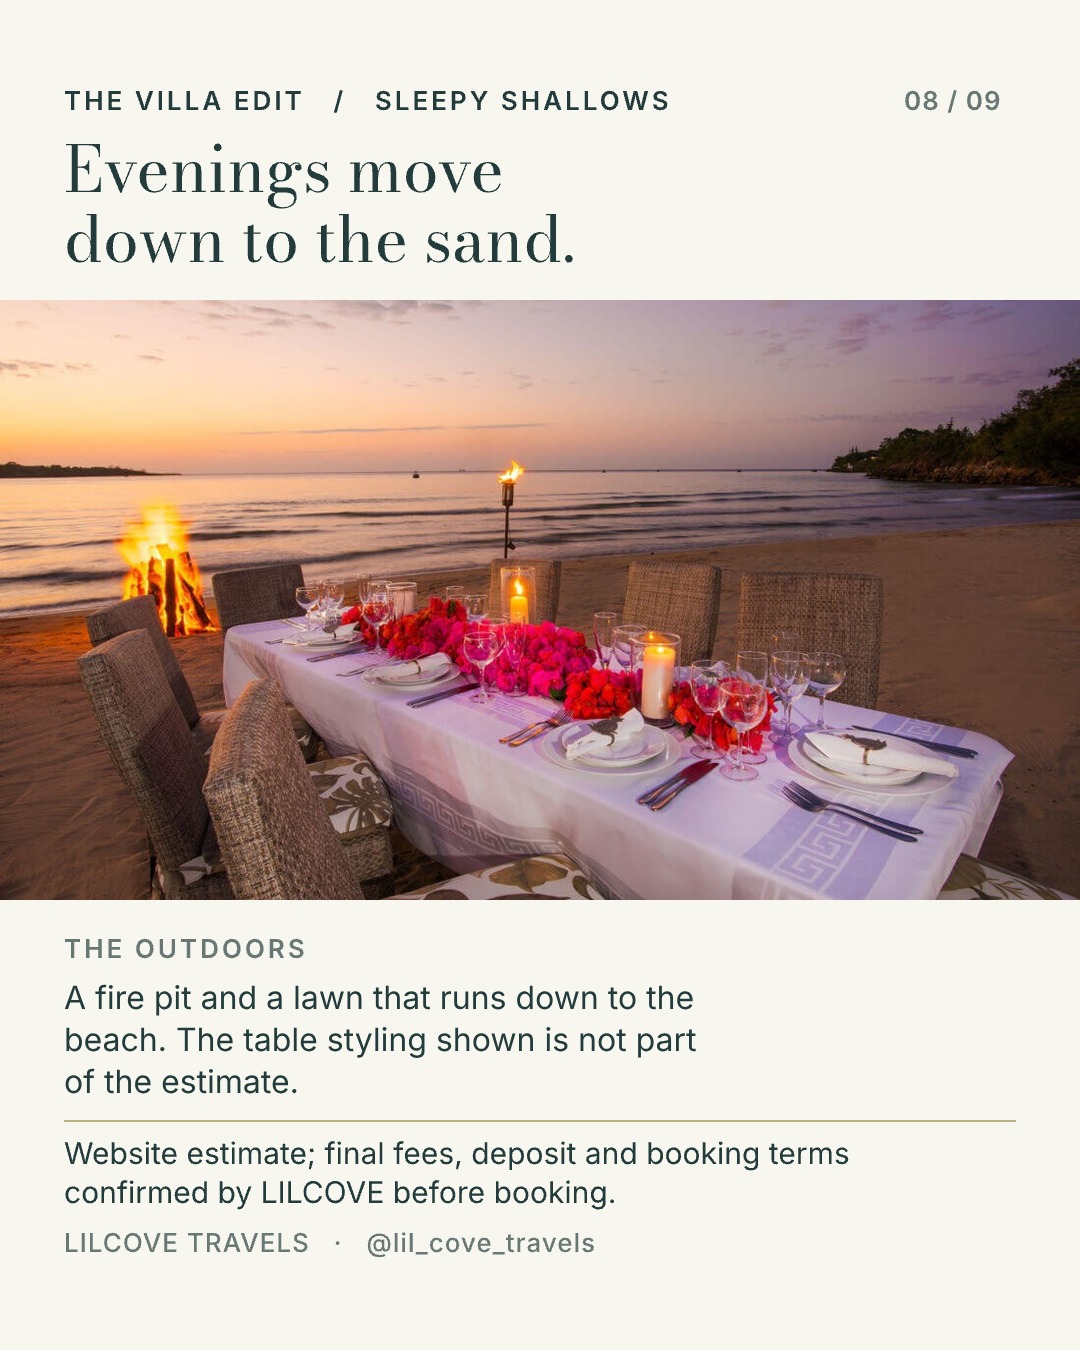 THE VILLA EDIT / SLEEPY SHALLOWS
08 / 09
Evenings move
down to the sand.
THE OUTDOORS
A fire pit and a lawn that runs down to the
beach. The table styling shown is not part
of the estimate.
Website estimate; final fees, deposit and booking terms
confirmed by LILCOVE before booking.
LILCOVE TRAVELS · @lil_cove_travels